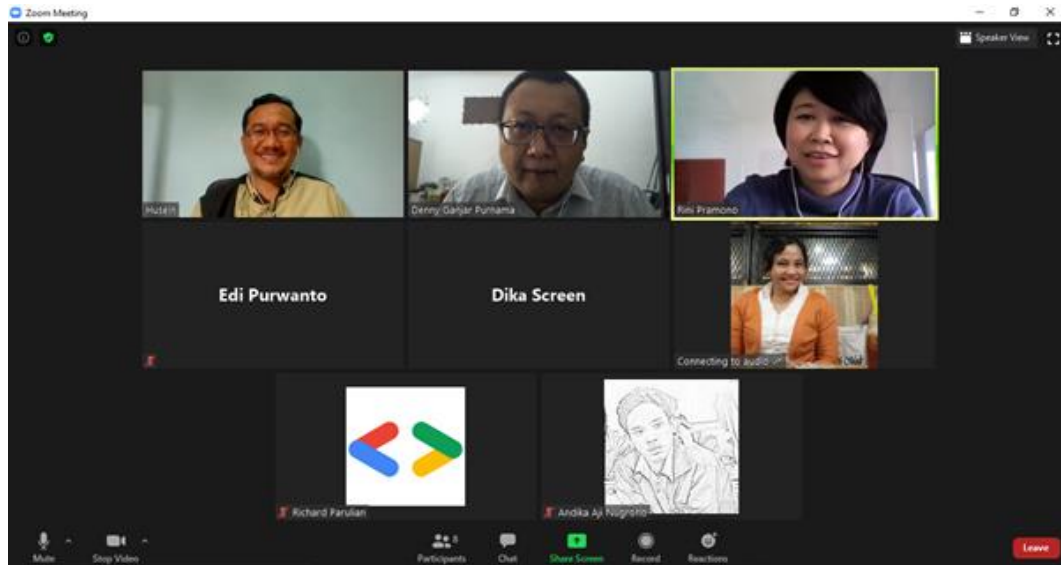 Zoom Meeting
Speaker View
Husein
Denny Ganjar Purnama
Rini Pramono
Edi Purwanto
Dika Screen
Connecting to audio
Richard Parulian
Andika Aji Nugroho
Mute
Stop Video
Participants
8
Chat
Share Screen
Record
Reactions
Leave